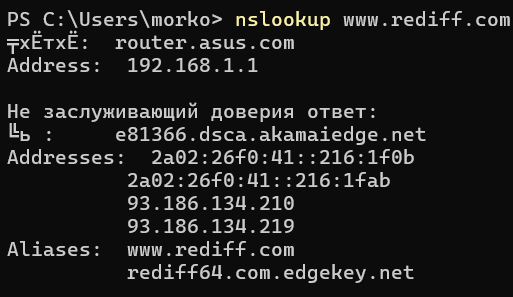 PS C:\Users\morko> nslookup www.rediff.com
╤хЁтхЁ:  router.asus.com
Address:  192.168.1.1

Не заслуживающий доверия ответ:
╚ь :     e81366.dsca.akamaiedge.net
Addresses:  2a02:26f0:41::216:1f0b
          2a02:26f0:41::216:1fab
          93.186.134.210
          93.186.134.219
Aliases:  www.rediff.com
          rediff64.com.edgekey.net